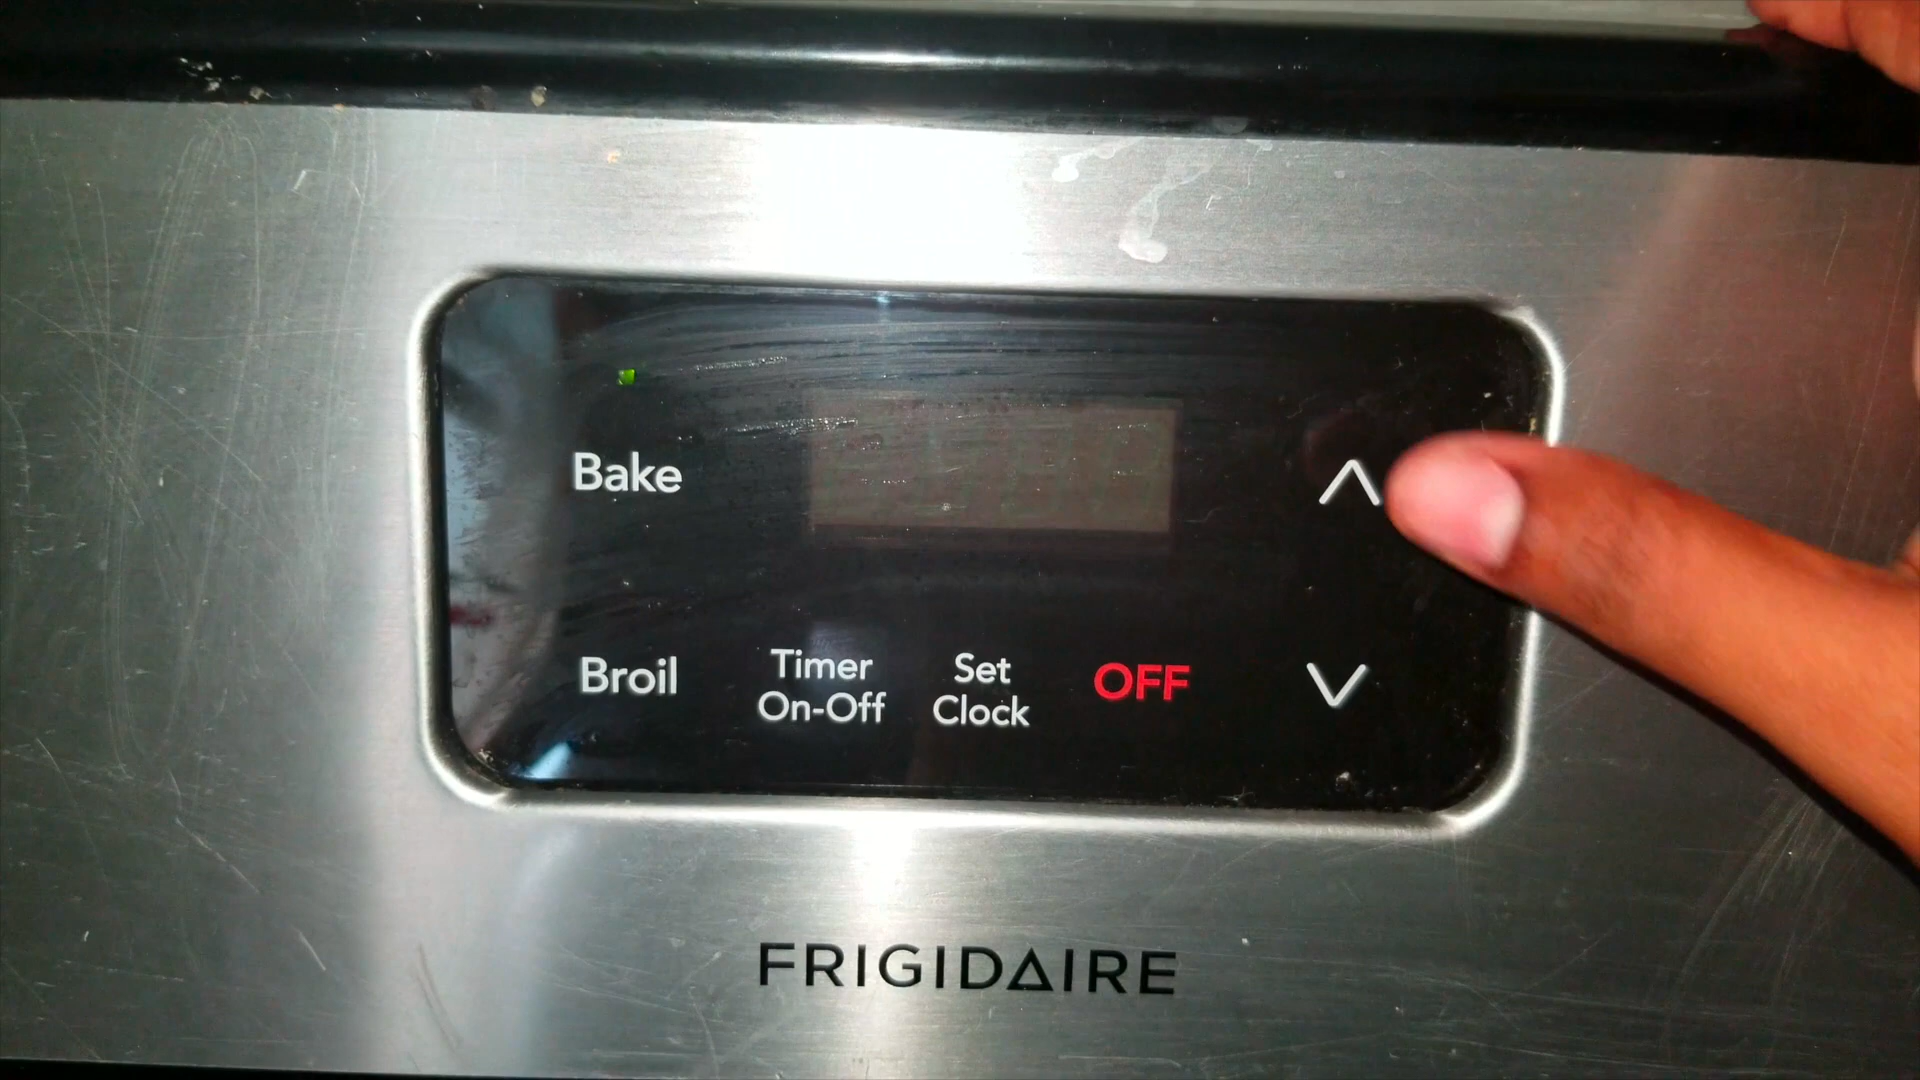 Bake
Broil
Timer
On-Off
Set
Clock
OFF
FRIGIDAIRE